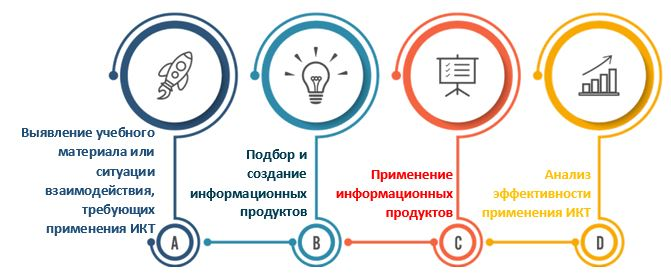 Выявление учебного
материала или
ситуации
взаимодействия,
требующих
применения ИКТ
Подбор и
создание
информационных
продуктов
Применение
информационных
продуктов
Анализ
эффективности
применения ИКТ
A
B
C
D